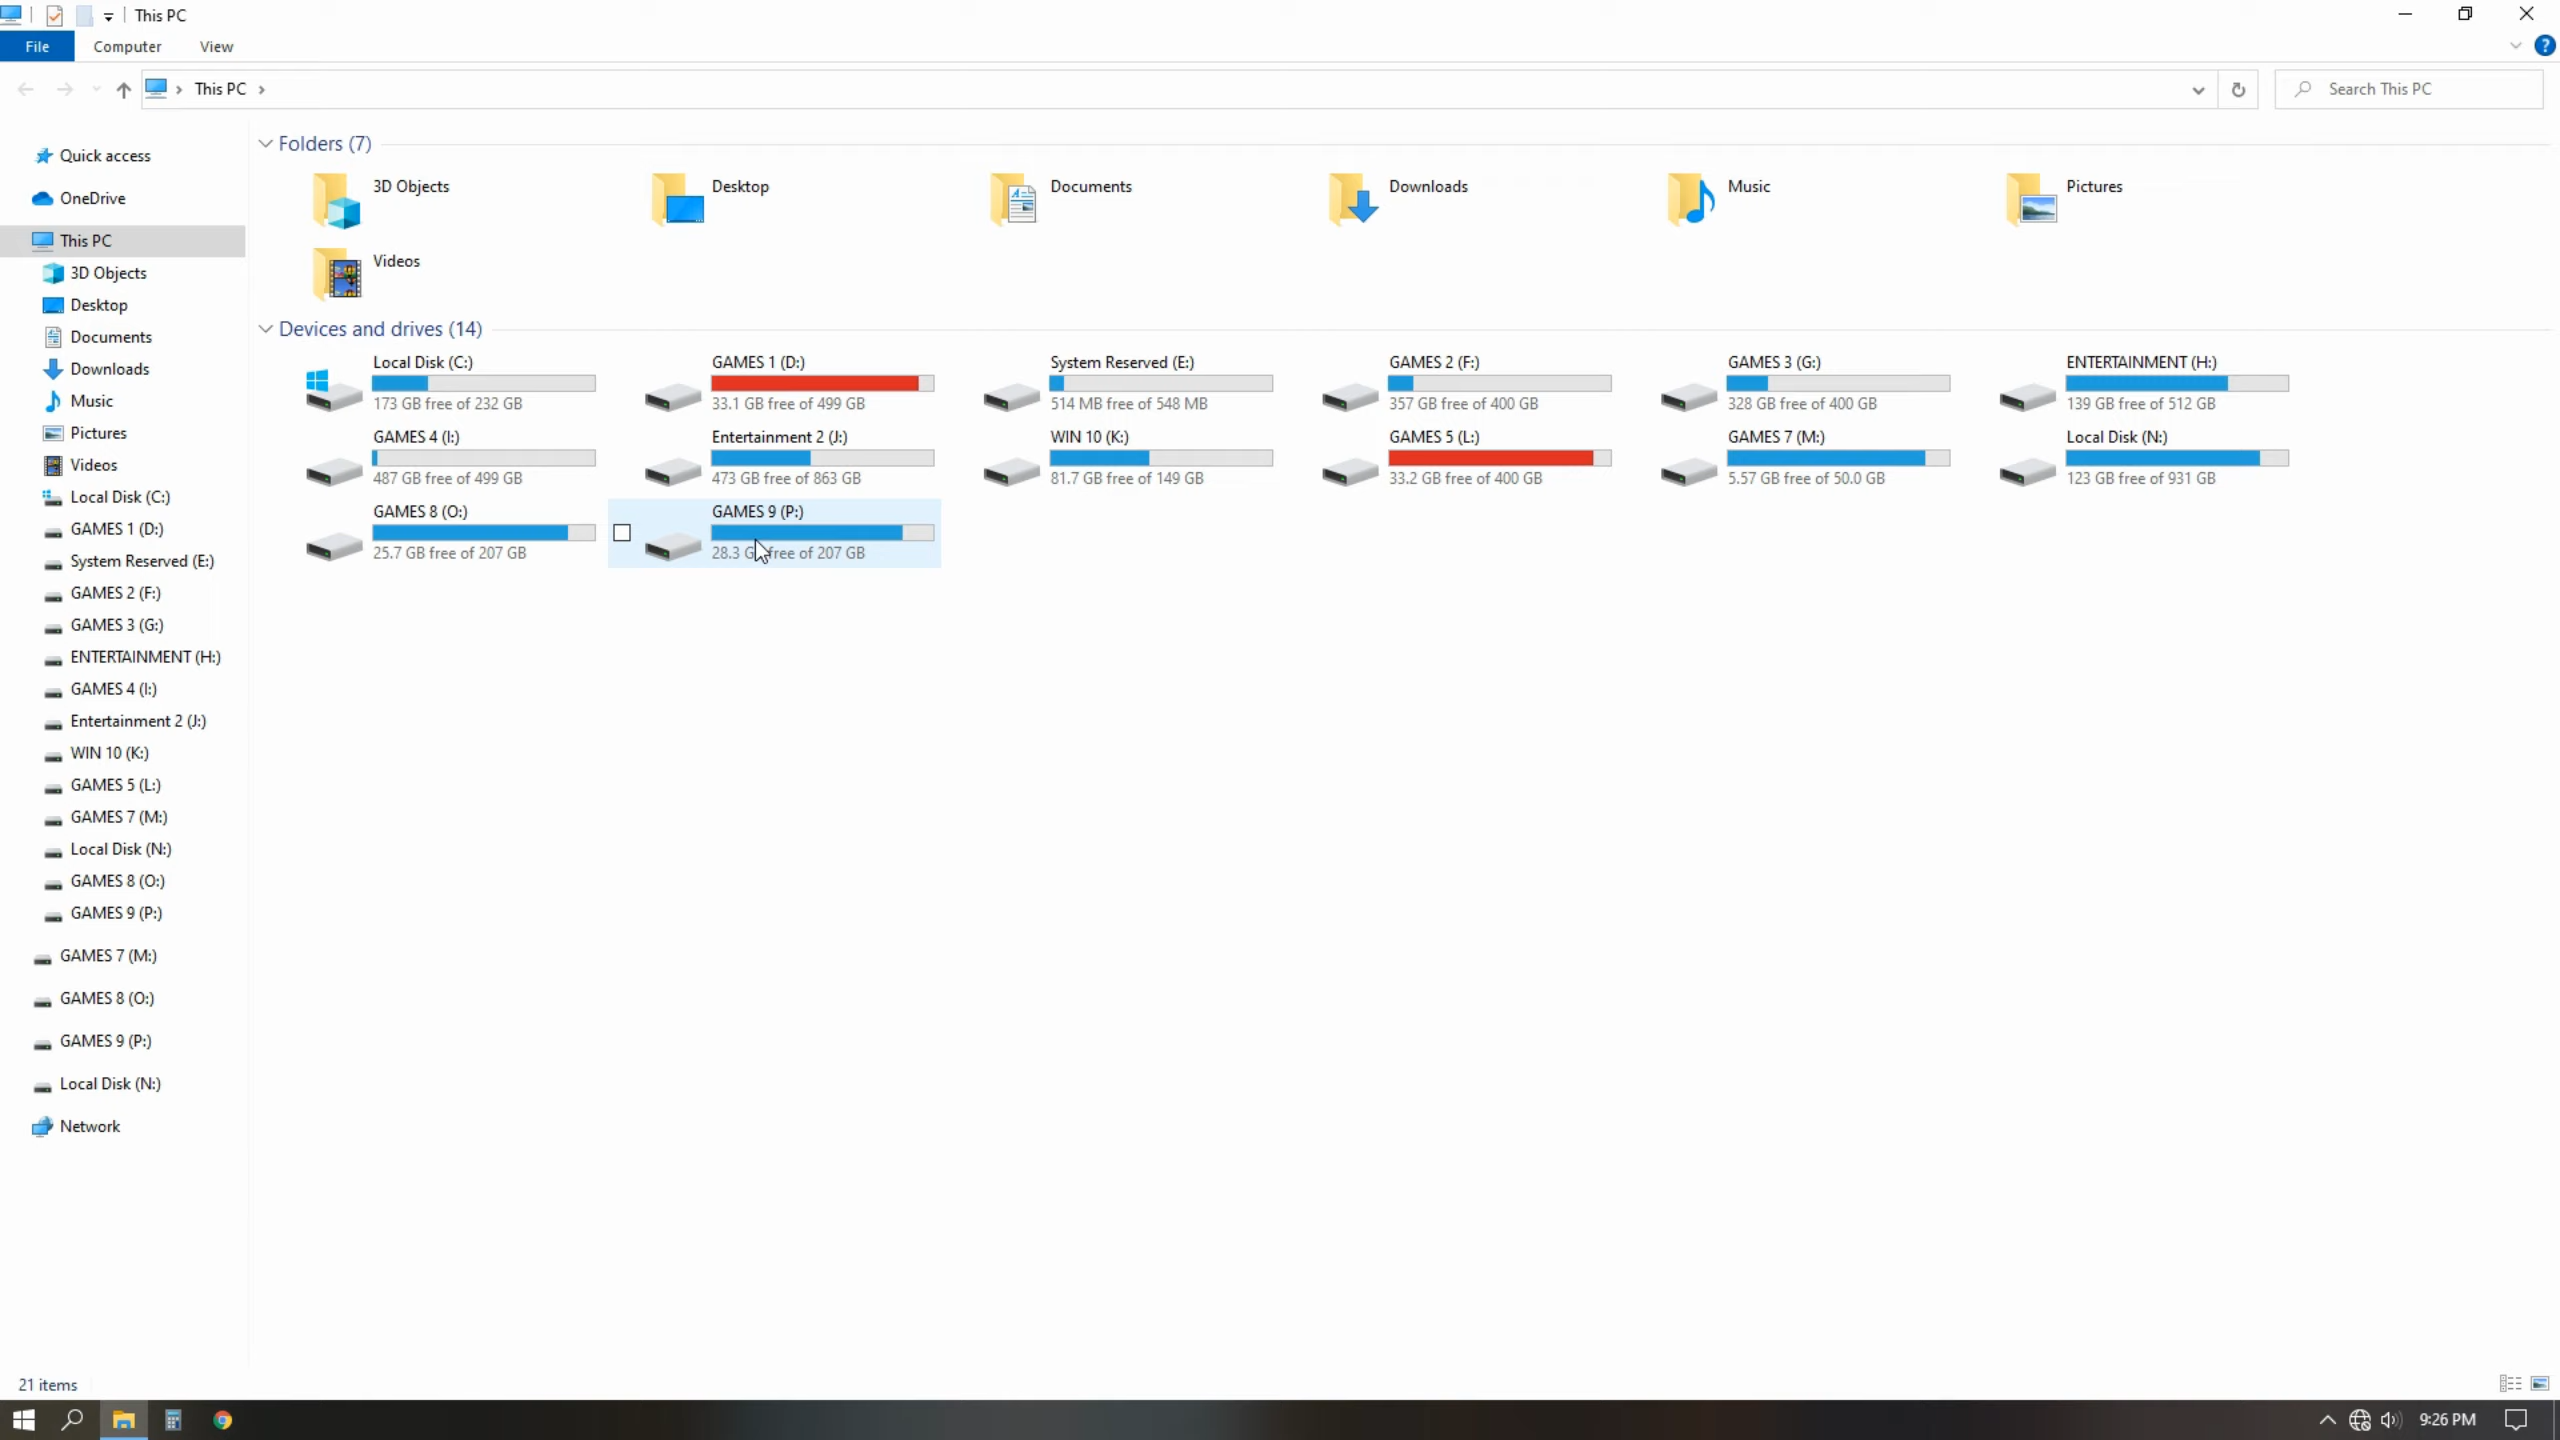 This PC
File
Computer
View
?
This PC
Search This PC
Quick access
OneDrive
This PC
3D Objects
Desktop
Documents
Downloads
Music
Pictures
Videos
Local Disk (C:)
GAMES 1 (D:)
System Reserved (E:)
GAMES 2 (F:)
GAMES 3 (G:)
ENTERTAINMENT (H:)
GAMES 4 (I:)
Entertainment 2 (J:)
WIN 10 (K:)
GAMES 5 (L:)
GAMES 7 (M:)
Local Disk (N:)
GAMES 8 (O:)
GAMES 9 (P:)
GAMES 7 (M:)
GAMES 8 (O:)
GAMES 9 (P:)
Local Disk (N:)
Network
Folders (7)
3D Objects
Desktop
Documents
Downloads
Music
Pictures
Videos
Devices and drives (14)
Local Disk (C:)
173 GB free of 232 GB
GAMES 1 (D:)
33.1 GB free of 499 GB
System Reserved (E:)
514 MB free of 548 MB
GAMES 2 (F:)
357 GB free of 400 GB
GAMES 3 (G:)
328 GB free of 400 GB
ENTERTAINMENT (H:)
139 GB free of 512 GB
GAMES 4 (I:)
487 GB free of 499 GB
Entertainment 2 (J:)
473 GB free of 863 GB
WIN 10 (K:)
81.7 GB free of 149 GB
GAMES 5 (L:)
33.2 GB free of 400 GB
GAMES 7 (M:)
5.57 GB free of 50.0 GB
Local Disk (N:)
123 GB free of 931 GB
GAMES 8 (O:)
25.7 GB free of 207 GB
GAMES 9 (P:)
28.3 GB free of 207 GB
21 items
9:26 PM